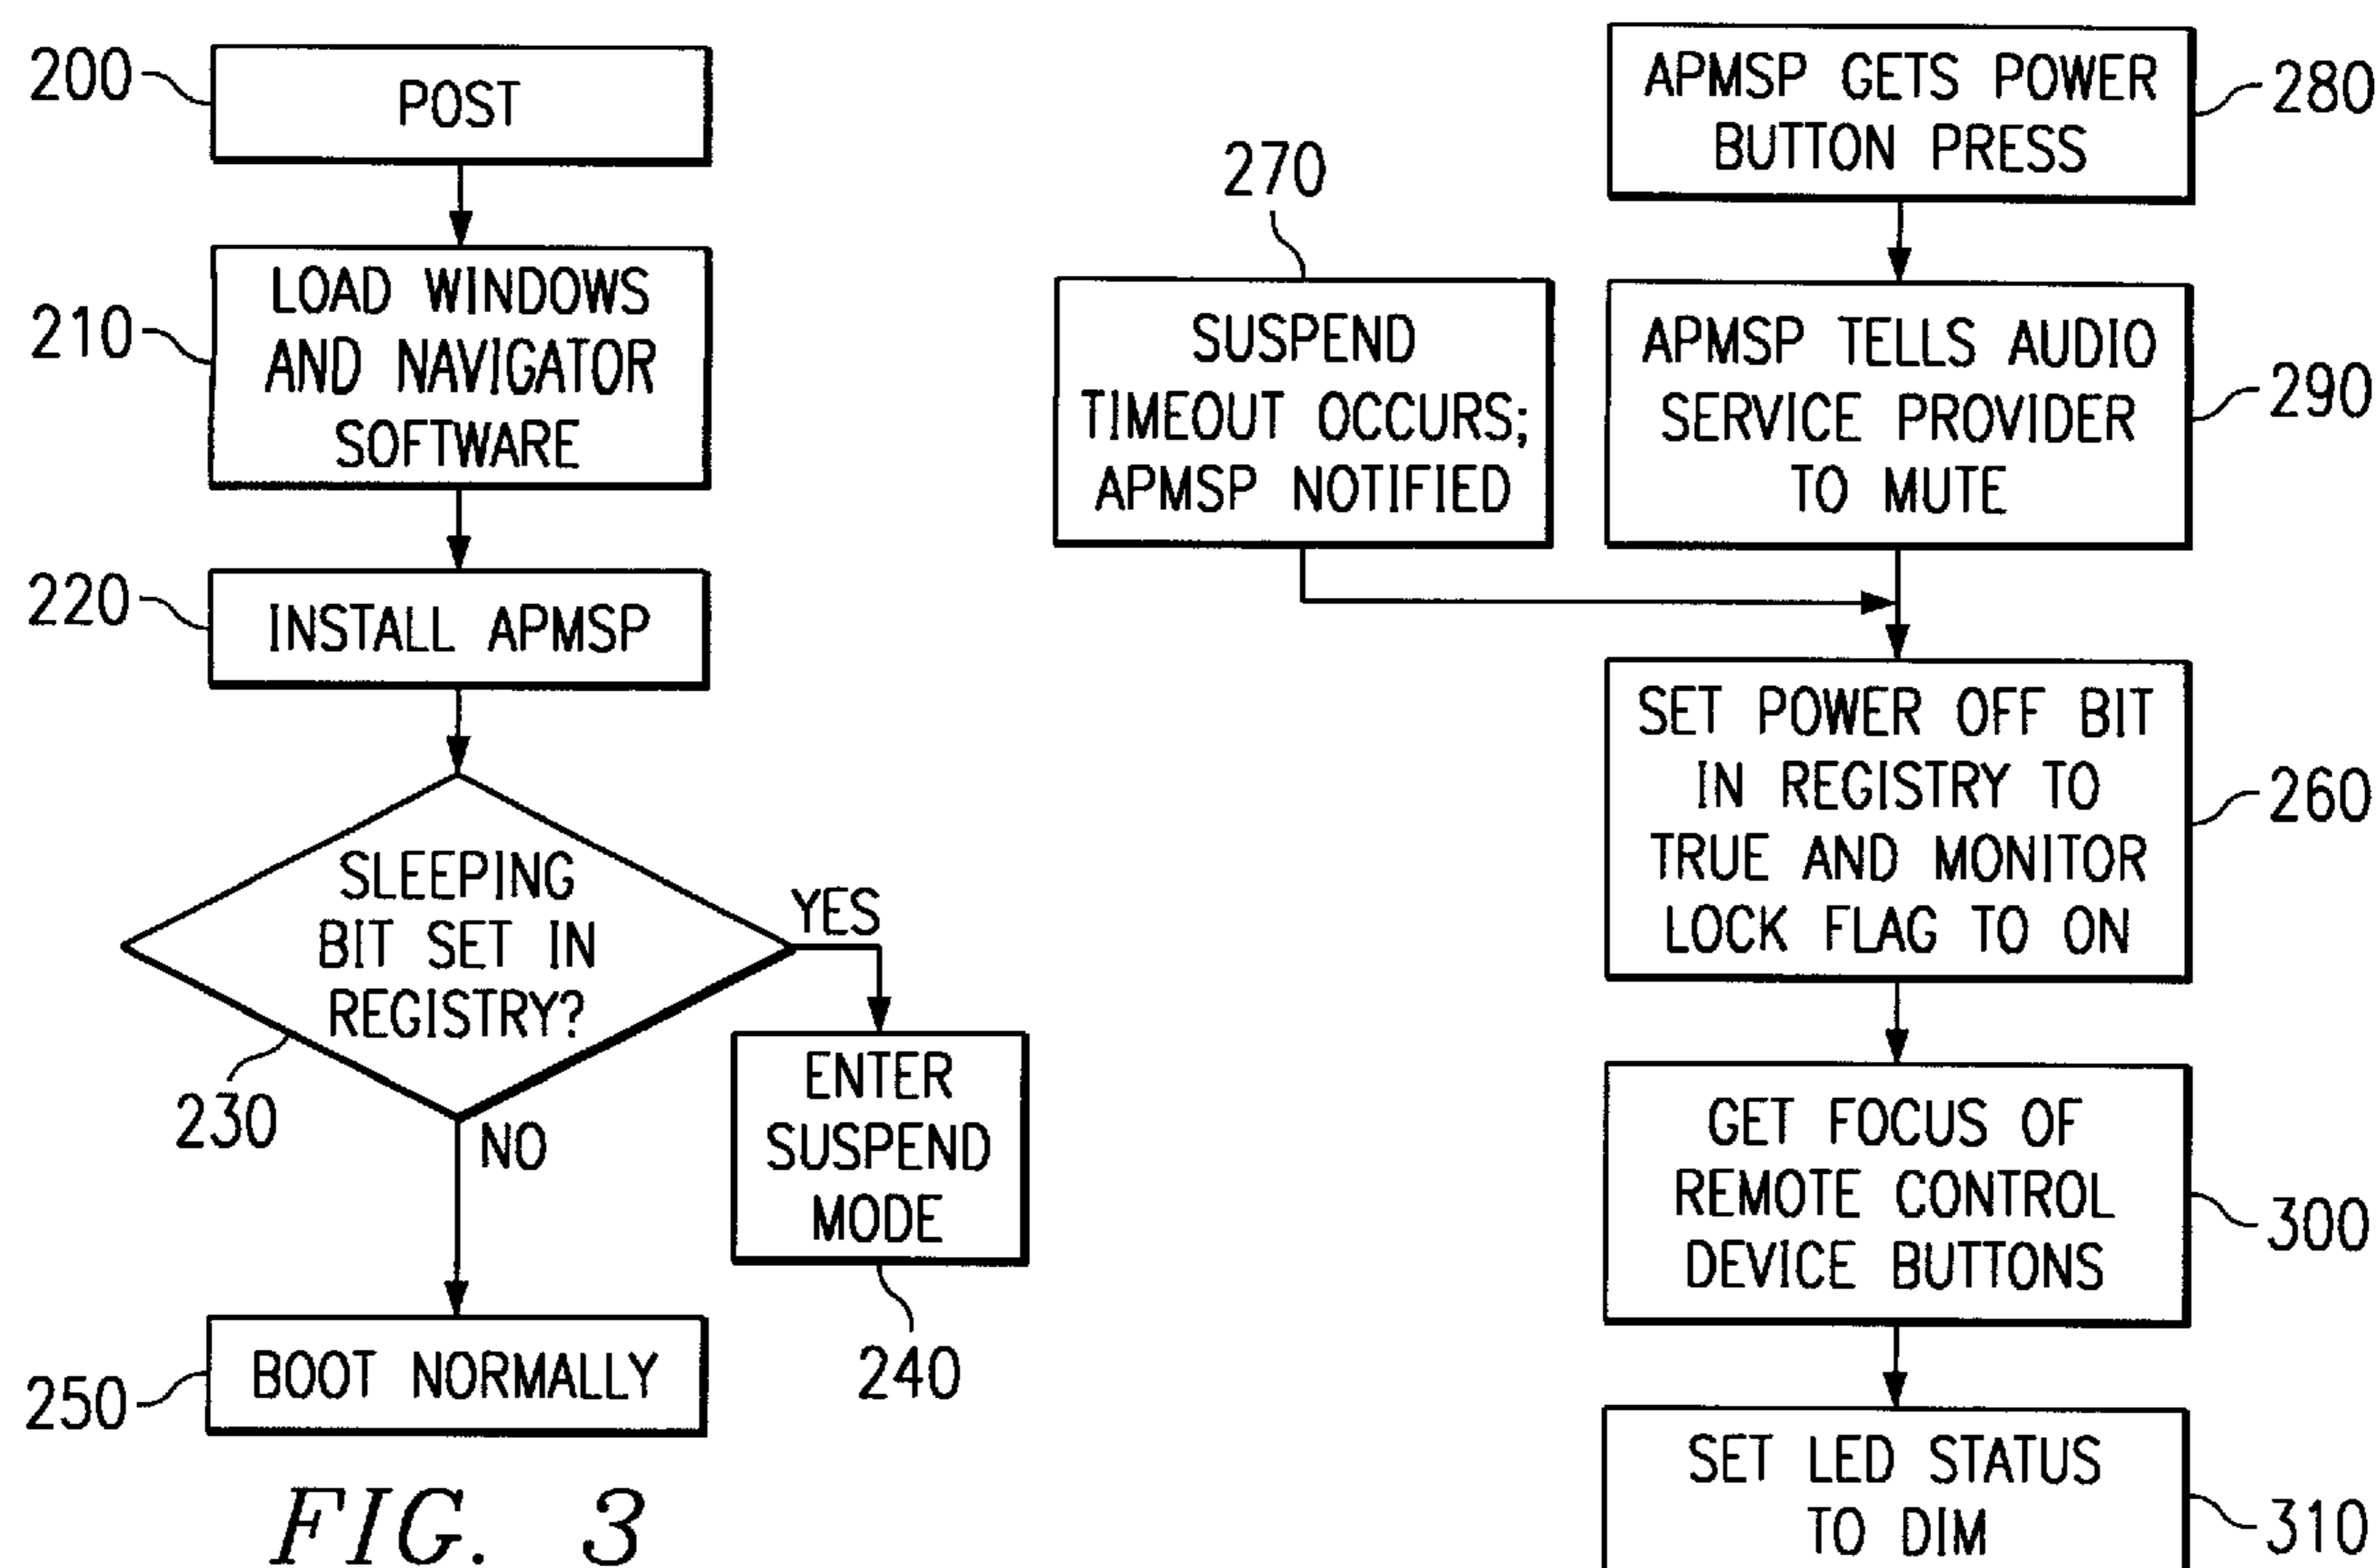 200
POST
210
LOAD WINDOWS
AND NAVIGATOR
SOFTWARE
220
INSTALL APMSP
SLEEPING
BIT SET IN
REGISTRY?
230
YES
NO
ENTER
SUSPEND
MODE
240
250
BOOT NORMALLY
FIG. 3
APMSP GETS POWER
BUTTON PRESS
280
270
SUSPEND
TIMEOUT OCCURS;
APMSP NOTIFIED
APMSP TELLS AUDIO
SERVICE PROVIDER
TO MUTE
290
SET POWER OFF BIT
IN REGISTRY TO
TRUE AND MONITOR
LOCK FLAG TO ON
260
GET FOCUS OF
REMOTE CONTROL
DEVICE BUTTONS
300
SET LED STATUS
TO DIM
310